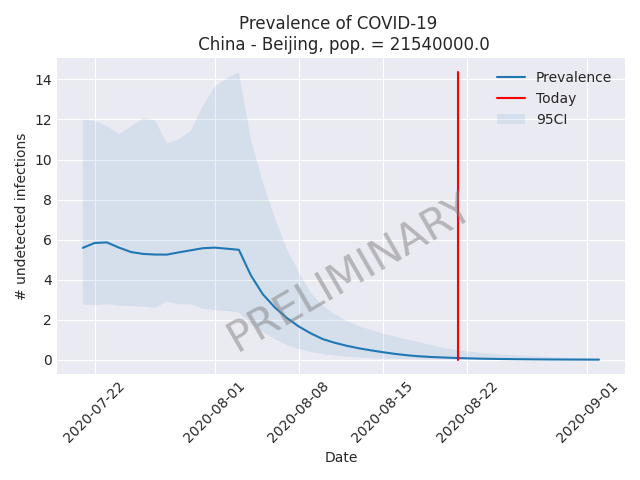 Prevalence of COVID-19
China - Beijing, pop. = 21540000.0
Prevalence
Today
95CI
14
12
10
8
6
4
2
0
# undetected infections
PRELIMINARY
2020-07-22
2020-08-01
2020-08-08
2020-08-15
2020-08-22
2020-09-01
Date